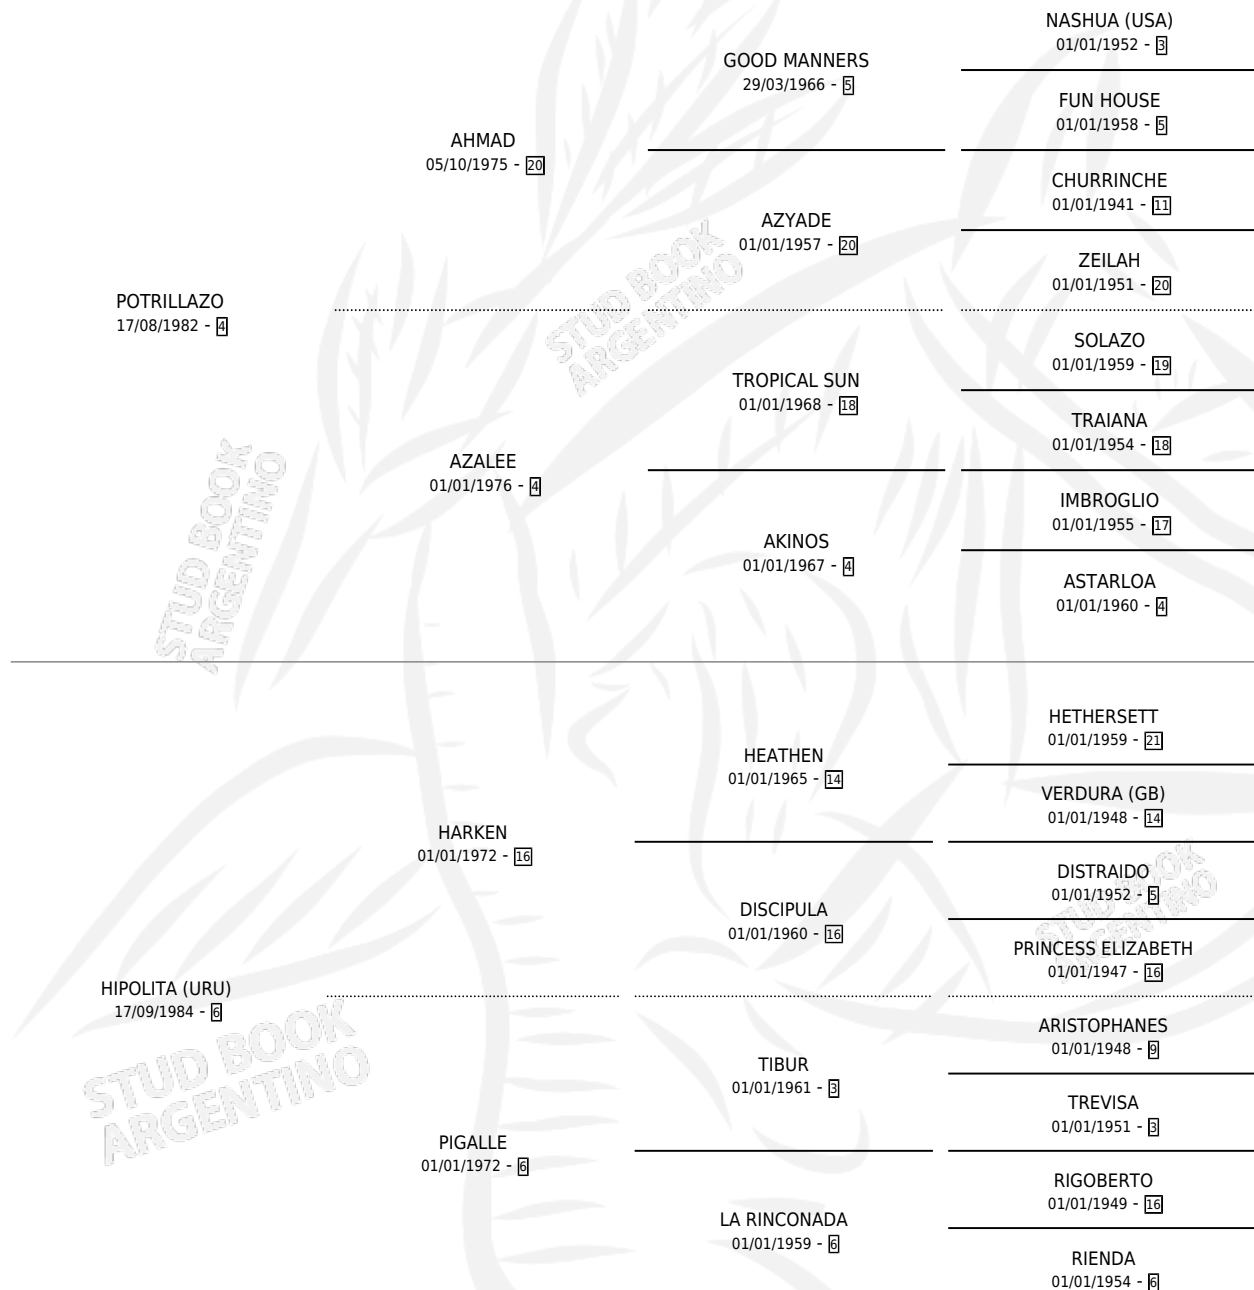 NASHUA (USA)
01/01/1952 - 3
GOOD MANNERS
29/03/1966 - 5
FUN HOUSE
01/01/1958 - 5
AHMAD
05/10/1975 - 20
CHURRINCHE
01/01/1941 - 11
AZYADE
01/01/1957 - 20
ZEILAH
01/01/1951 - 20
POTRILLAZO
17/08/1982 - 4
STUD BOOK
ARGENTINO
SOLAZO
01/01/1959 - 19
TROPICAL SUN
01/01/1968 - 18
TRAIANA
01/01/1954 - 18
AZALEE
01/01/1976 - 4
IMBROGLIO
01/01/1955 - 17
AKINOS
01/01/1967 - 4
ASTARLOA
01/01/1960 - 4
STUD BOOK
ARGENTINO
HETHERSETT
01/01/1959 - 21
HEATHEN
01/01/1965 - 14
VERDURA (GB)
01/01/1948 - 14
HARKEN
01/01/1972 - 16
DISTRAIDO
01/01/1952 - 5
DISCIPULA
01/01/1960 - 16
PRINCESS ELIZABETH
01/01/1947 - 16
STUD BOOK
ARGENTINO
HIPOLITA (URU)
17/09/1984 - 6
ARISTOPHANES
01/01/1948 - 9
TIBUR
01/01/1961 - 3
TREVISA
01/01/1951 - 3
STUD BOOK
ARGENTINO
PIGALLE
01/01/1972 - 6
RIGOBERTO
01/01/1949 - 16
LA RINCONADA
01/01/1959 - 6
RIENDA
01/01/1954 - 6